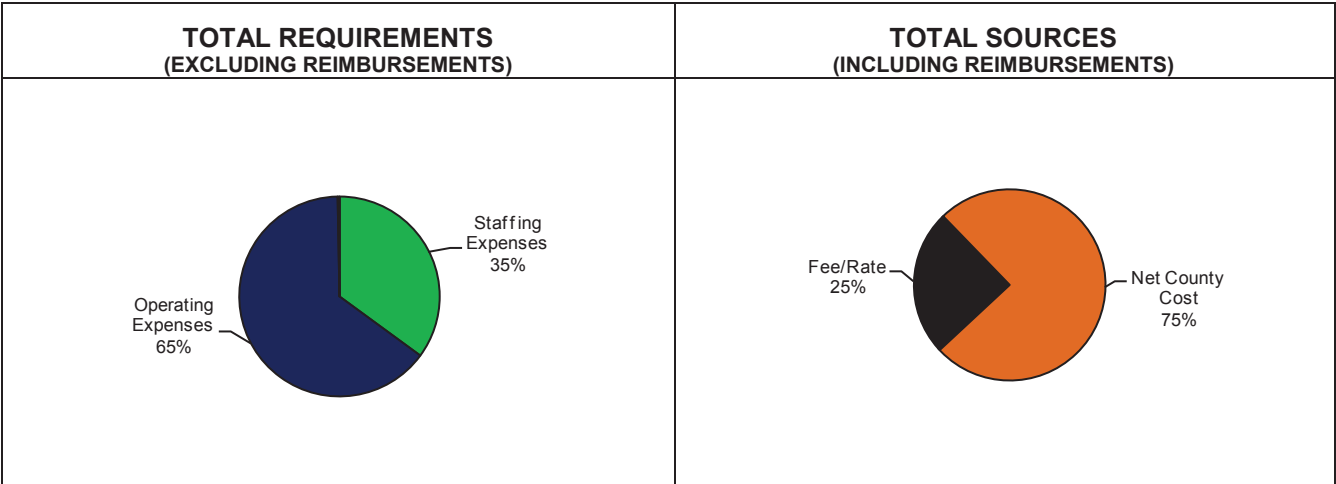 TOTAL REQUIREMENTS
(EXCLUDING REIMBURSEMENTS)
Staffing
Expenses
35%
Operating
Expenses
65%
TOTAL SOURCES
(INCLUDING REIMBURSEMENTS)
Fee/Rate
25%
Net County
Cost
75%